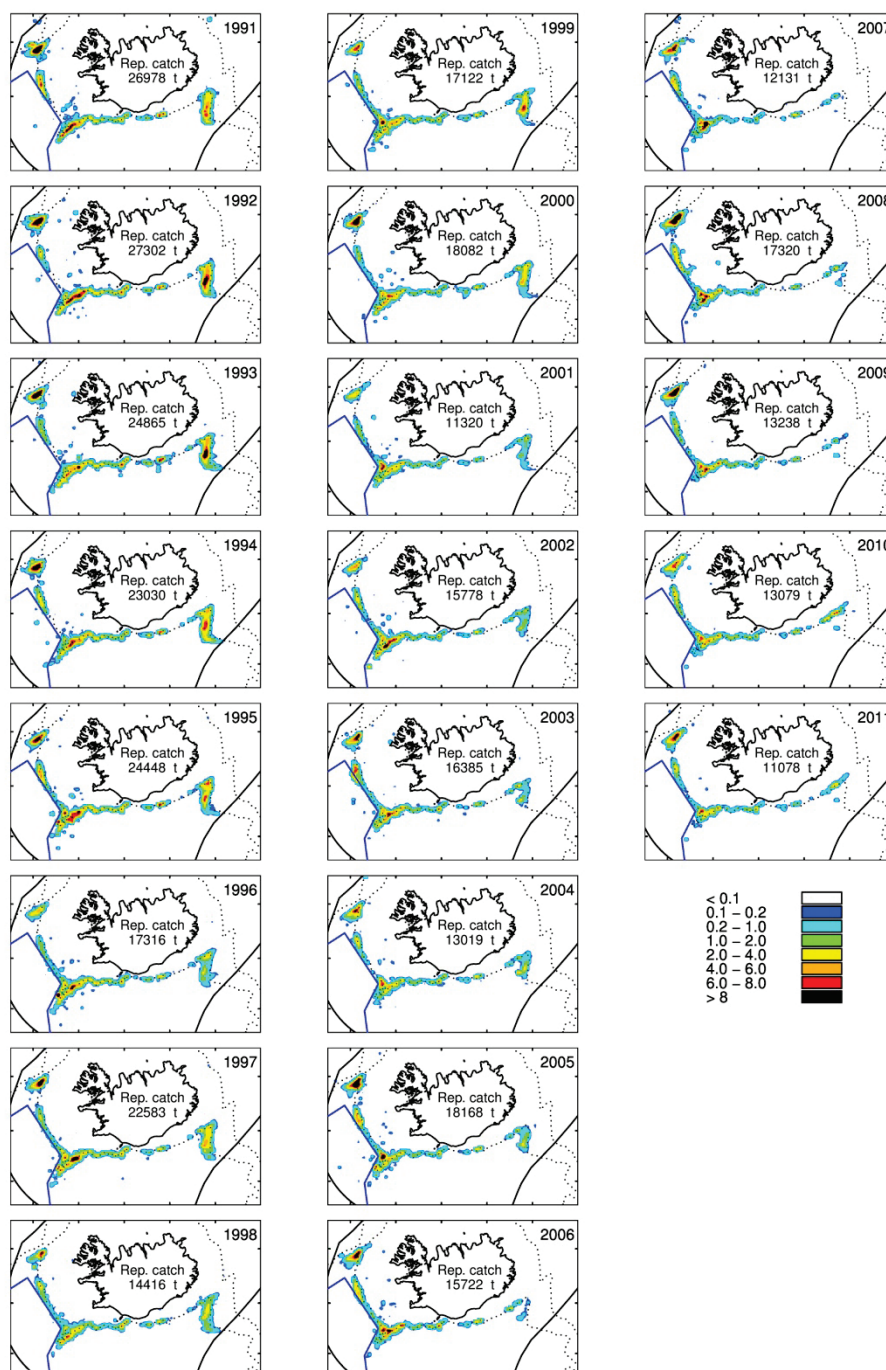 1991
Rep. catch
26978 t
1992
Rep. catch
27302 t
1993
Rep. catch
24865 t
1994
Rep. catch
23030 t
1995
Rep. catch
24448 t
1996
Rep. catch
17316 t
1997
Rep. catch
22583 t
1998
Rep. catch
14416 t
1999
Rep. catch
17122 t
2000
Rep. catch
18082 t
2001
Rep. catch
11320 t
2002
Rep. catch
15778 t
2003
Rep. catch
16385 t
2004
Rep. catch
13019 t
2005
Rep. catch
18168 t
2006
Rep. catch
15722 t
2007
Rep. catch
12131 t
2008
Rep. catch
17320 t
2009
Rep. catch
13238 t
2010
Rep. catch
13079 t
2011
Rep. catch
11078 t
< 0.1
0.1 – 0.2
0.2 – 1.0
1.0 – 2.0
2.0 – 4.0
4.0 – 6.0
6.0 – 8.0
> 8